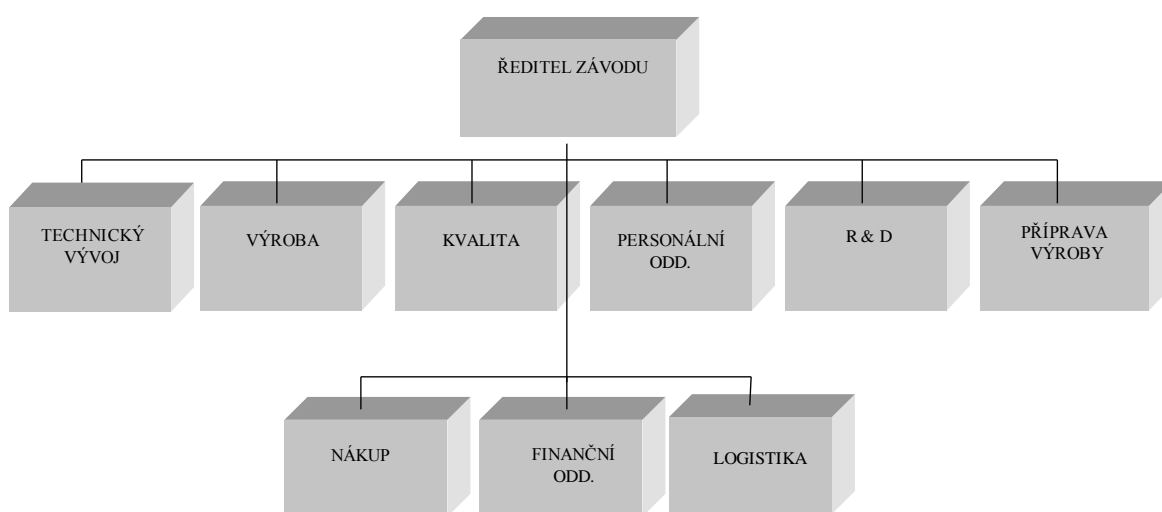 ŘEDITEL ZÁVODU
TECHNICKÝ
VÝVOJ
VÝROBA
KVALITA
PERSONÁLNÍ
ODD.
R & D
PŘÍPRAVA
VÝROBY
NÁKUP
FINANČNÍ
ODD.
LOGISTIKA